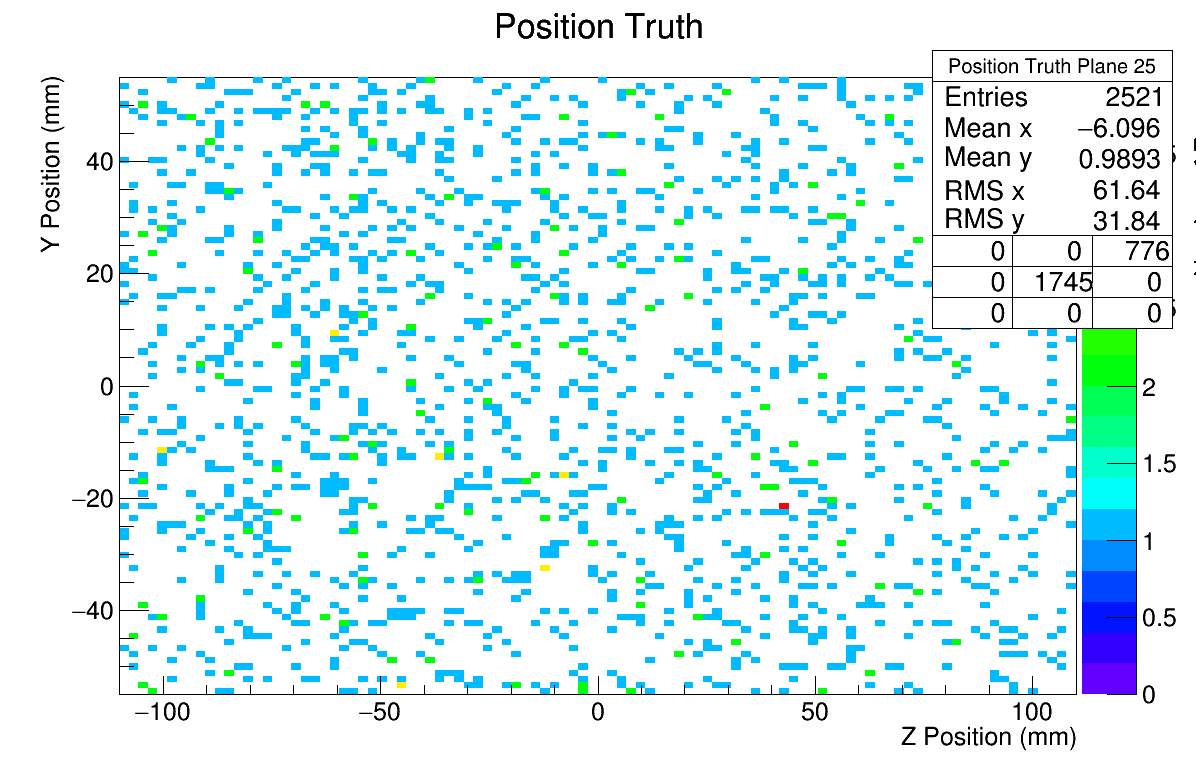 Position Truth
Y Position (mm)
40
20
0
−20
−40
−100
−50
0
50
100
Z Position (mm)
Position Truth Plane 25
Entries 2521
Mean x −6.096
Mean y 0.9893
RMS x 61.64
RMS y 31.84
0 0 776
0 1745 0
0 0 0
2
1.5
1
0.5
0